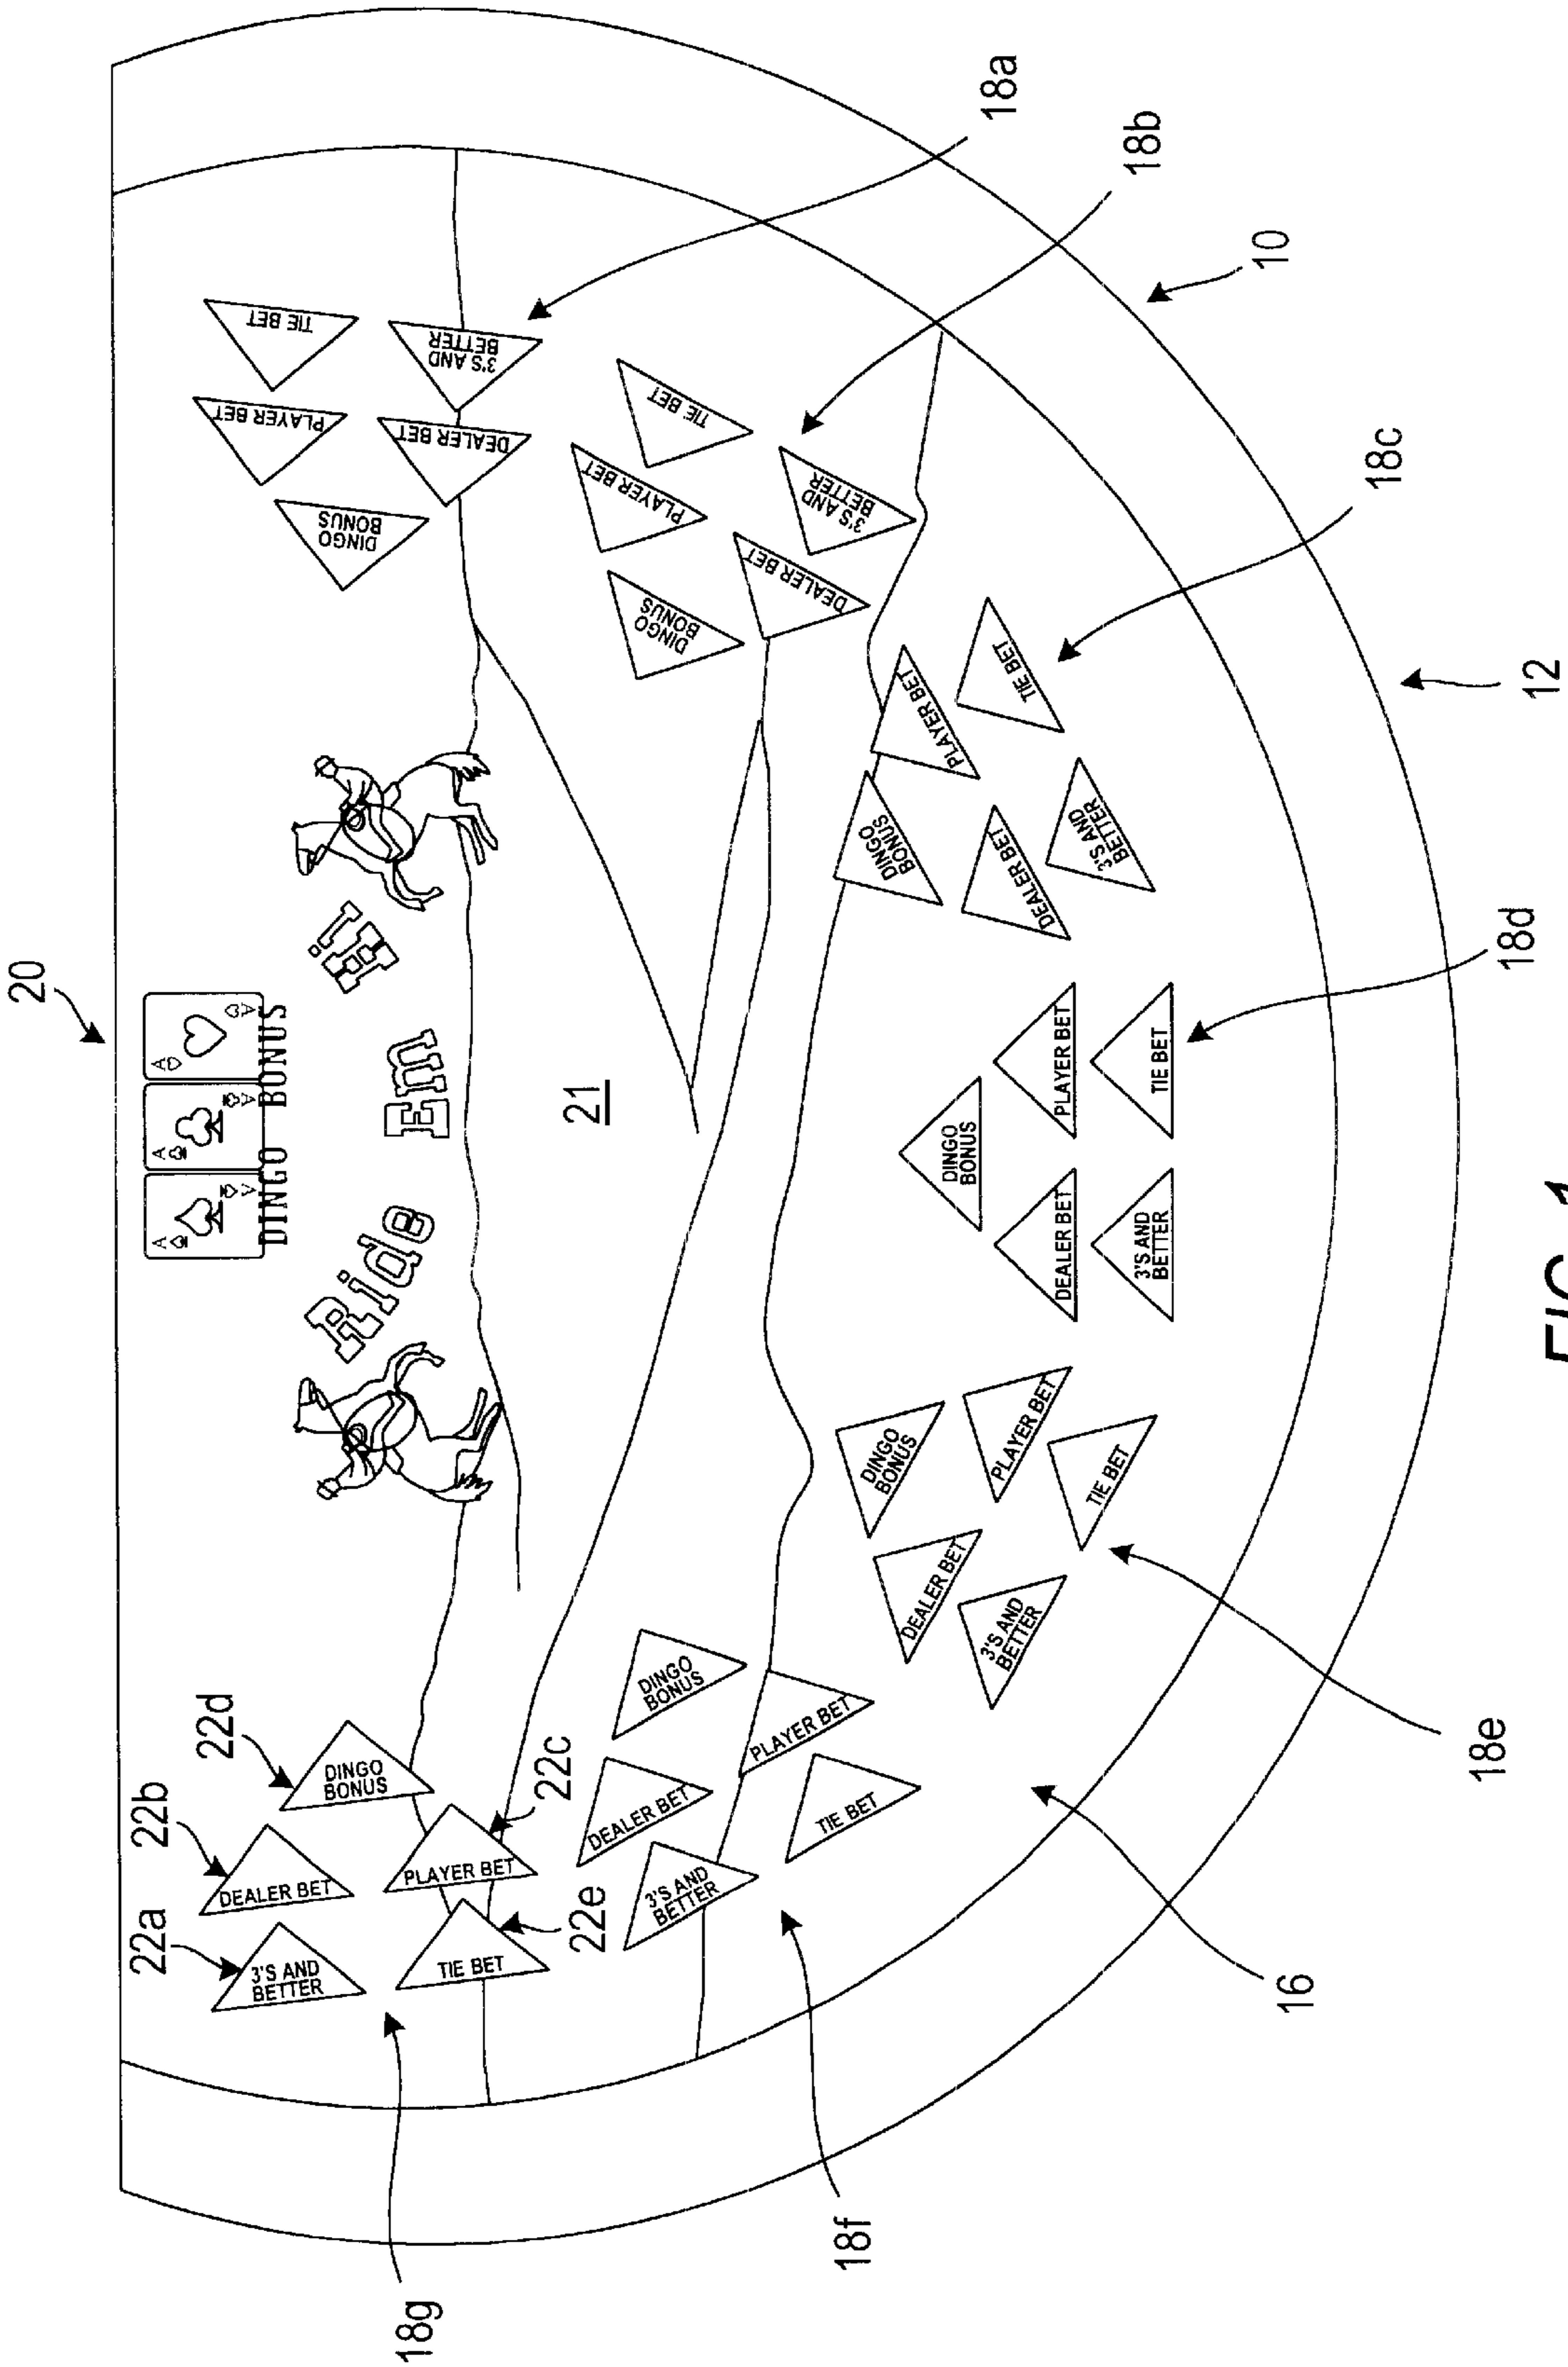 20
A A
A A
A A
DINGO BONUS
Ride Em Hi!
21
22a
22b
22d
22c
22e
3'S AND
BETTER
DEALER BET
DINGO
BONUS
PLAYER BET
TIE BET
18g
DINGO
BONUS
DEALER BET
PLAYER BET
3'S AND
BETTER
TIE BET
18f
16
DINGO
BONUS
DEALER BET
PLAYER BET
3'S AND
BETTER
TIE BET
18e
DINGO
BONUS
DEALER BET
PLAYER BET
3'S AND
BETTER
TIE BET
18d
DINGO
BONUS
DEALER BET
PLAYER BET
3'S AND
BETTER
TIE BET
18c
DINGO
BONUS
DEALER BET
PLAYER BET
3'S AND
BETTER
TIE BET
18b
DINGO
BONUS
DEALER BET
PLAYER BET
3'S AND
BETTER
TIE BET
18a
10
12
FIG. 1